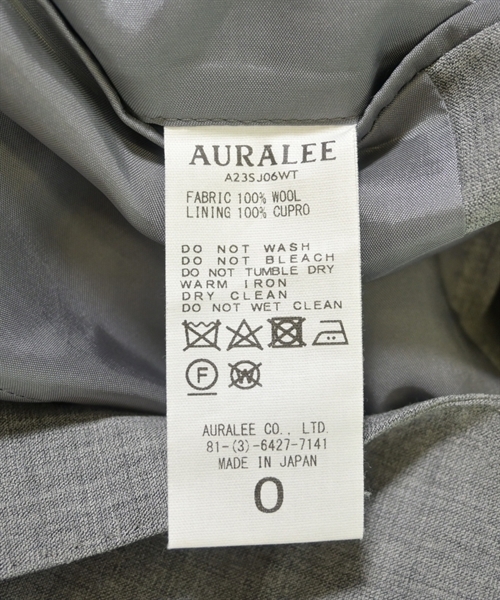 AURALEE
A23SJ06WT
FABRIC 100% WOOL
LINING 100% CUPRO
DO NOT WASH
DO NOT BLEACH
DO NOT TUMBLE DRY
WARM IRON
DRY CLEAN
DO NOT WET CLEAN
F W
AURALEE CO., LTD.
81-(3)-6427-7141
MADE IN JAPAN
0